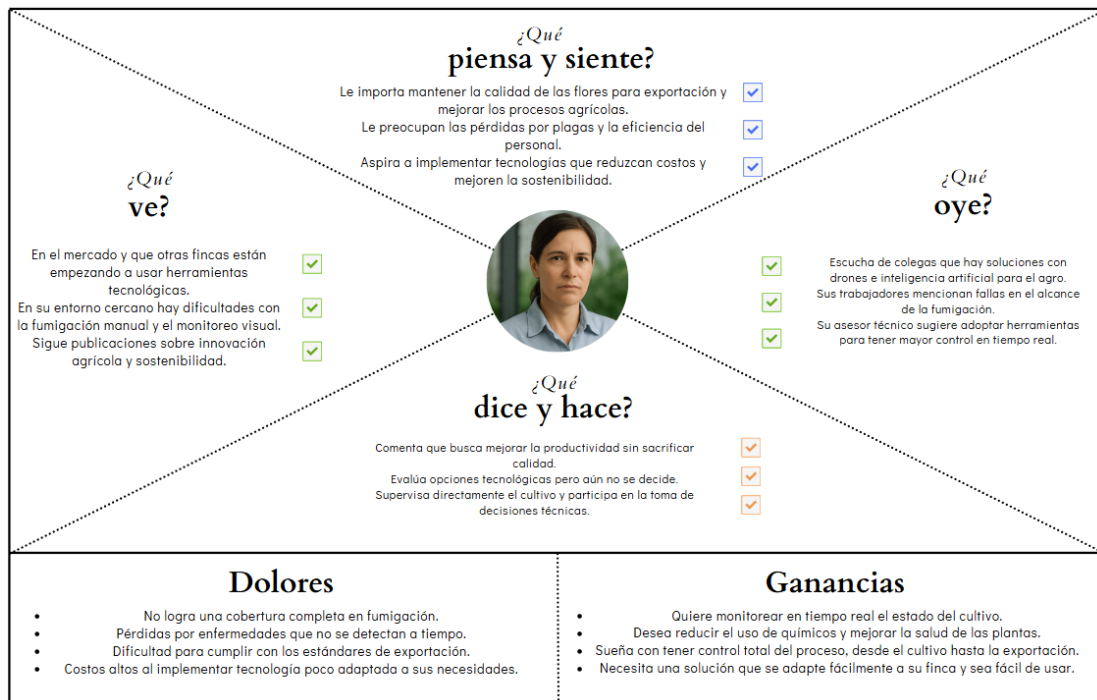 ¿Qué
piensa y siente?
Le importa mantener la calidad de las flores para exportación y
mejorar los procesos agrícolas.
Le preocupan las pérdidas por plagas y la eficiencia del
personal.
Aspira a implementar tecnologías que reduzcan costos y
mejoren la sostenibilidad.
¿Qué
ve?
En el mercado y que otras fincas están
empezando a usar herramientas
tecnológicas.
En su entorno cercano hay dificultades con
la fumigación manual y el monitoreo visual.
Sigue publicaciones sobre innovación
agrícola y sostenibilidad.
¿Qué
oye?
Escucha de colegas que hay soluciones con
drones e inteligencia artificial para el agro.
Sus trabajadores mencionan fallas en el alcance
de la fumigación.
Su asesor técnico sugiere adoptar herramientas
para tener mayor control en tiempo real.
¿Qué
dice y hace?
Comenta que busca mejorar la productividad sin sacrificar
calidad.
Evalúa opciones tecnológicas pero aún no se decide.
Supervisa directamente el cultivo y participa en la toma de
decisiones técnicas.
Dolores
• No logra una cobertura completa en fumigación.
• Pérdidas por enfermedades que no se detectan a tiempo.
• Dificultad para cumplir con los estándares de exportación.
• Costos altos al implementar tecnología poco adaptada a sus necesidades.
Ganancias
• Quiere monitorear en tiempo real el estado del cultivo.
• Desea reducir el uso de químicos y mejorar la salud de las plantas.
• Sueña con tener control total del proceso, desde el cultivo hasta la exportación.
• Necesita una solución que se adapte fácilmente a su finca y sea fácil de usar.